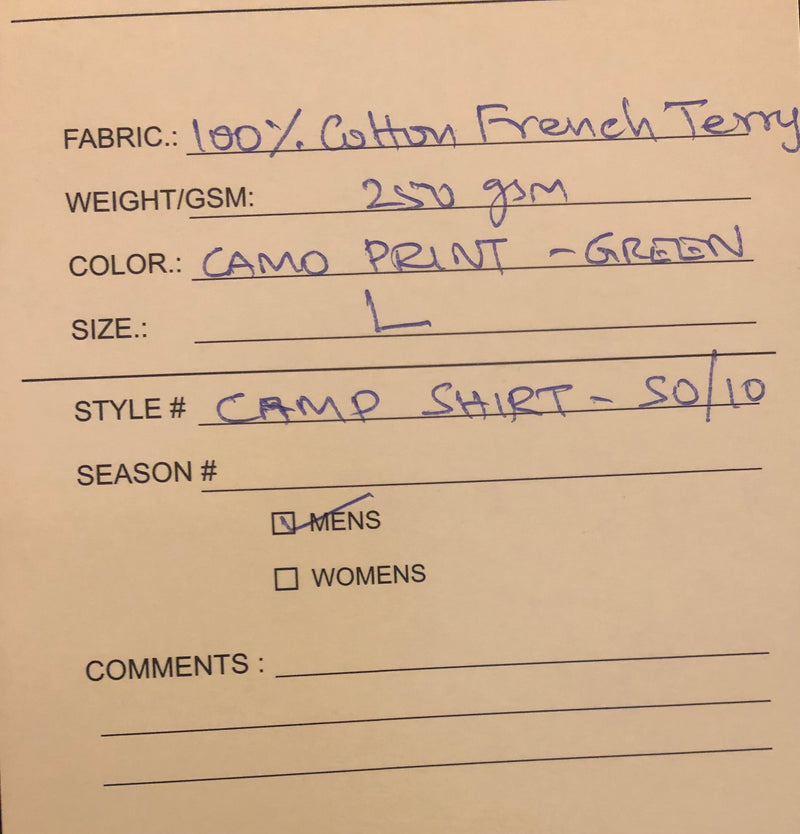 FABRIC.: 100% Cotton French Terry
WEIGHT/GSM: 250 gsm
COLOR.: CAMO PRINT - GREEN
SIZE.: L
STYLE # CAMP SHIRT - SO/10
SEASON #
MENS
WOMENS
COMMENTS :